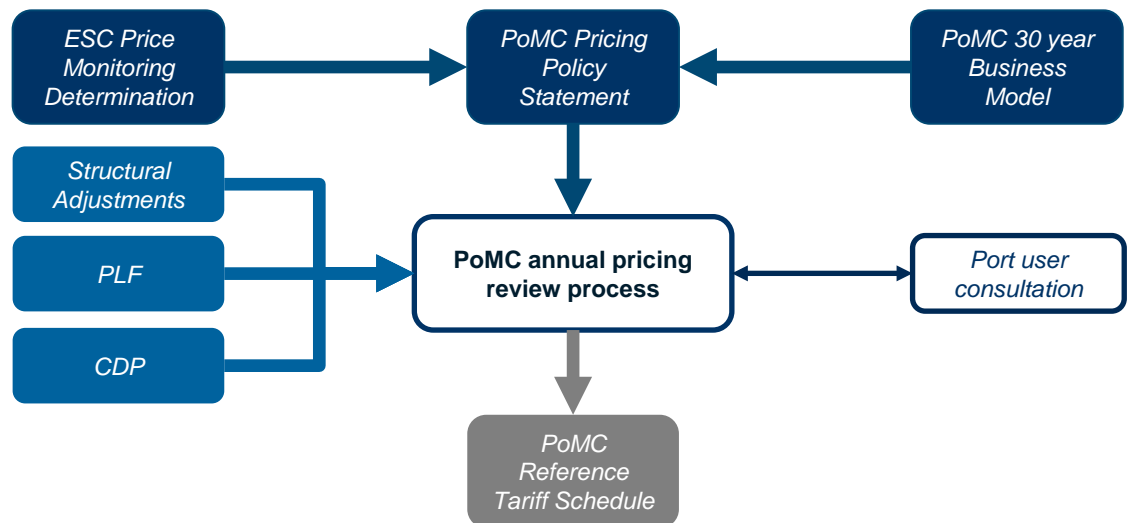 ESC Price
Monitoring
Determination
PoMC Pricing
Policy
Statement
PoMC 30 year
Business
Model
Structural
Adjustments
PLF
CDP
PoMC annual pricing
review process
Port user
consultation
PoMC
Reference
Tariff Schedule